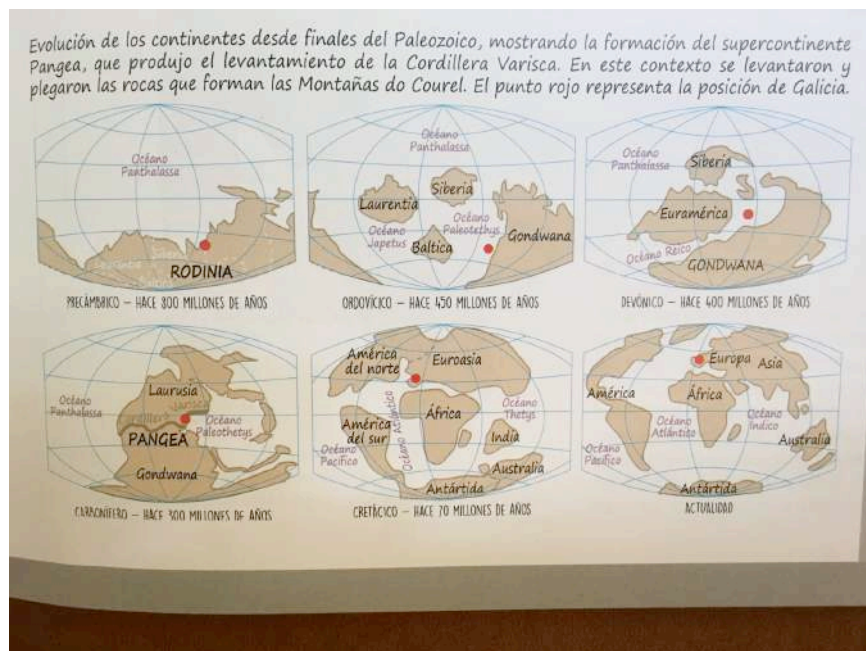 Evolución de los continentes desde finales del Paleozoico, mostrando la formación del supercontinente
Pangea, que produjo el levantamiento de la Cordillera Varisca. En este contexto se levantaron y
plegaron las rocas que forman las Montañas do Courel. El punto rojo representa la posición de Galicia.
Océano
Panthalassa
RODINIA
PRECÁMBRICO – HACE 800 MILLONES DE AÑOS
Océano
Panthalassa
Siberia
Laurentia
Océano
Japetus
Océano
Paleotethys
Baltica
Gondwana
ORDOVÍCICO – HACE 450 MILLONES DE AÑOS
Océano
Panthalassa
Siberia
Euramérica
Océano Reico
GONDWANA
DEVÓNICO – HACE 400 MILLONES DE AÑOS
Océano
Panthalassa
Laurusia
Cordillera Varisca
Océano
Paleothetys
PANGEA
Gondwana
CARBONÍFERO – HACE 300 MILLONES DE AÑOS
América
del norte
Euroasia
Océano Atlántico
Océano
Thetys
África
América
del sur
India
Océano
Pacífico
Australia
Antártida
CRETÁCICO – HACE 70 MILLONES DE AÑOS
Europa
Asia
América
África
Océano
Atlántico
Océano
Indico
Australia
Océano
Pacífico
Antártida
ACTUALIDAD